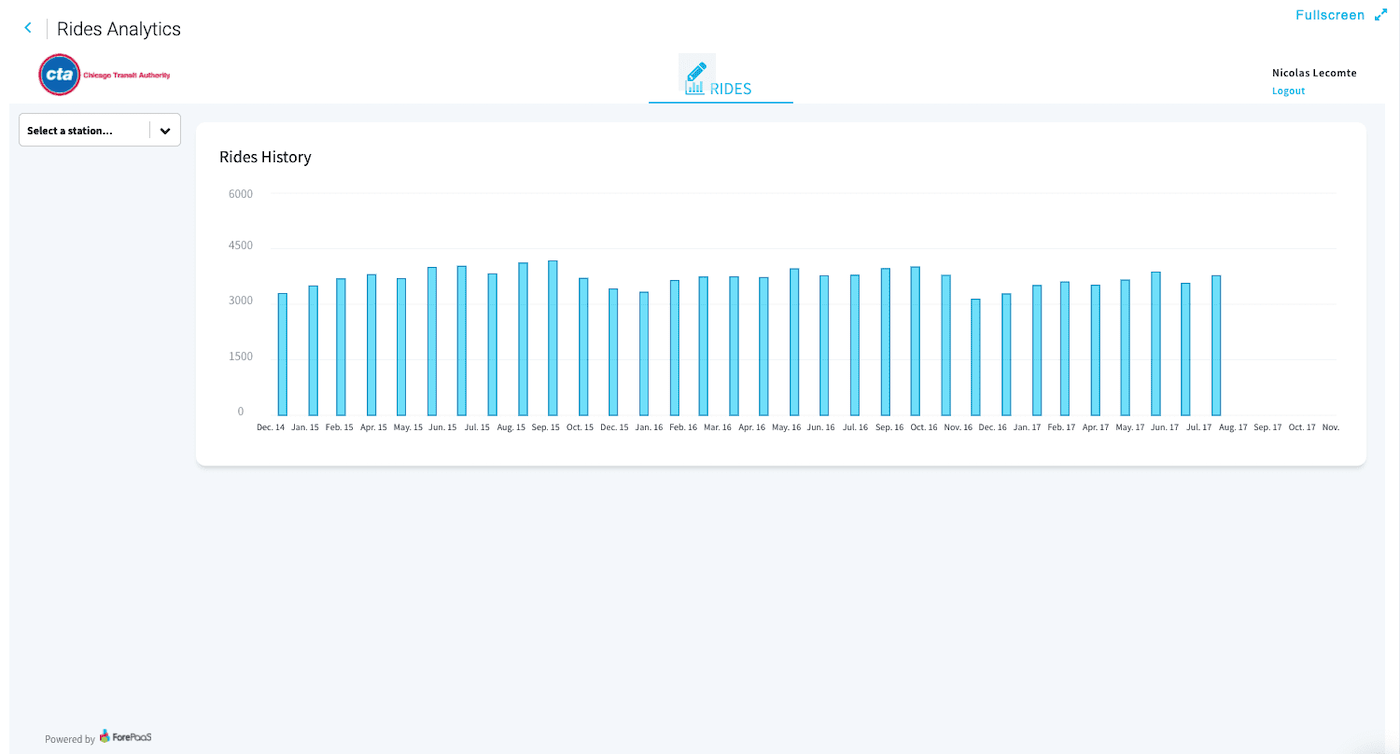 Fullscreen
Rides Analytics
cta Chicago Transit Authority
RIDES
Nicolas Lecomte
Logout
Select a station...
Rides History
6000
4500
3000
1500
0
Dec. 14 Jan. 15 Feb. 15 Apr. 15 May. 15 Jun. 15 Jul. 15 Aug. 15 Sep. 15 Oct. 15 Dec. 15 Jan. 16 Feb. 16 Mar. 16 Apr. 16 May. 16 Jun. 16 Jul. 16 Sep. 16 Oct. 16 Nov. 16 Dec. 16 Jan. 17 Feb. 17 Apr. 17 May. 17 Jun. 17 Jul. 17 Aug. 17 Sep. 17 Oct. 17 Nov.
Powered by ForePaaS